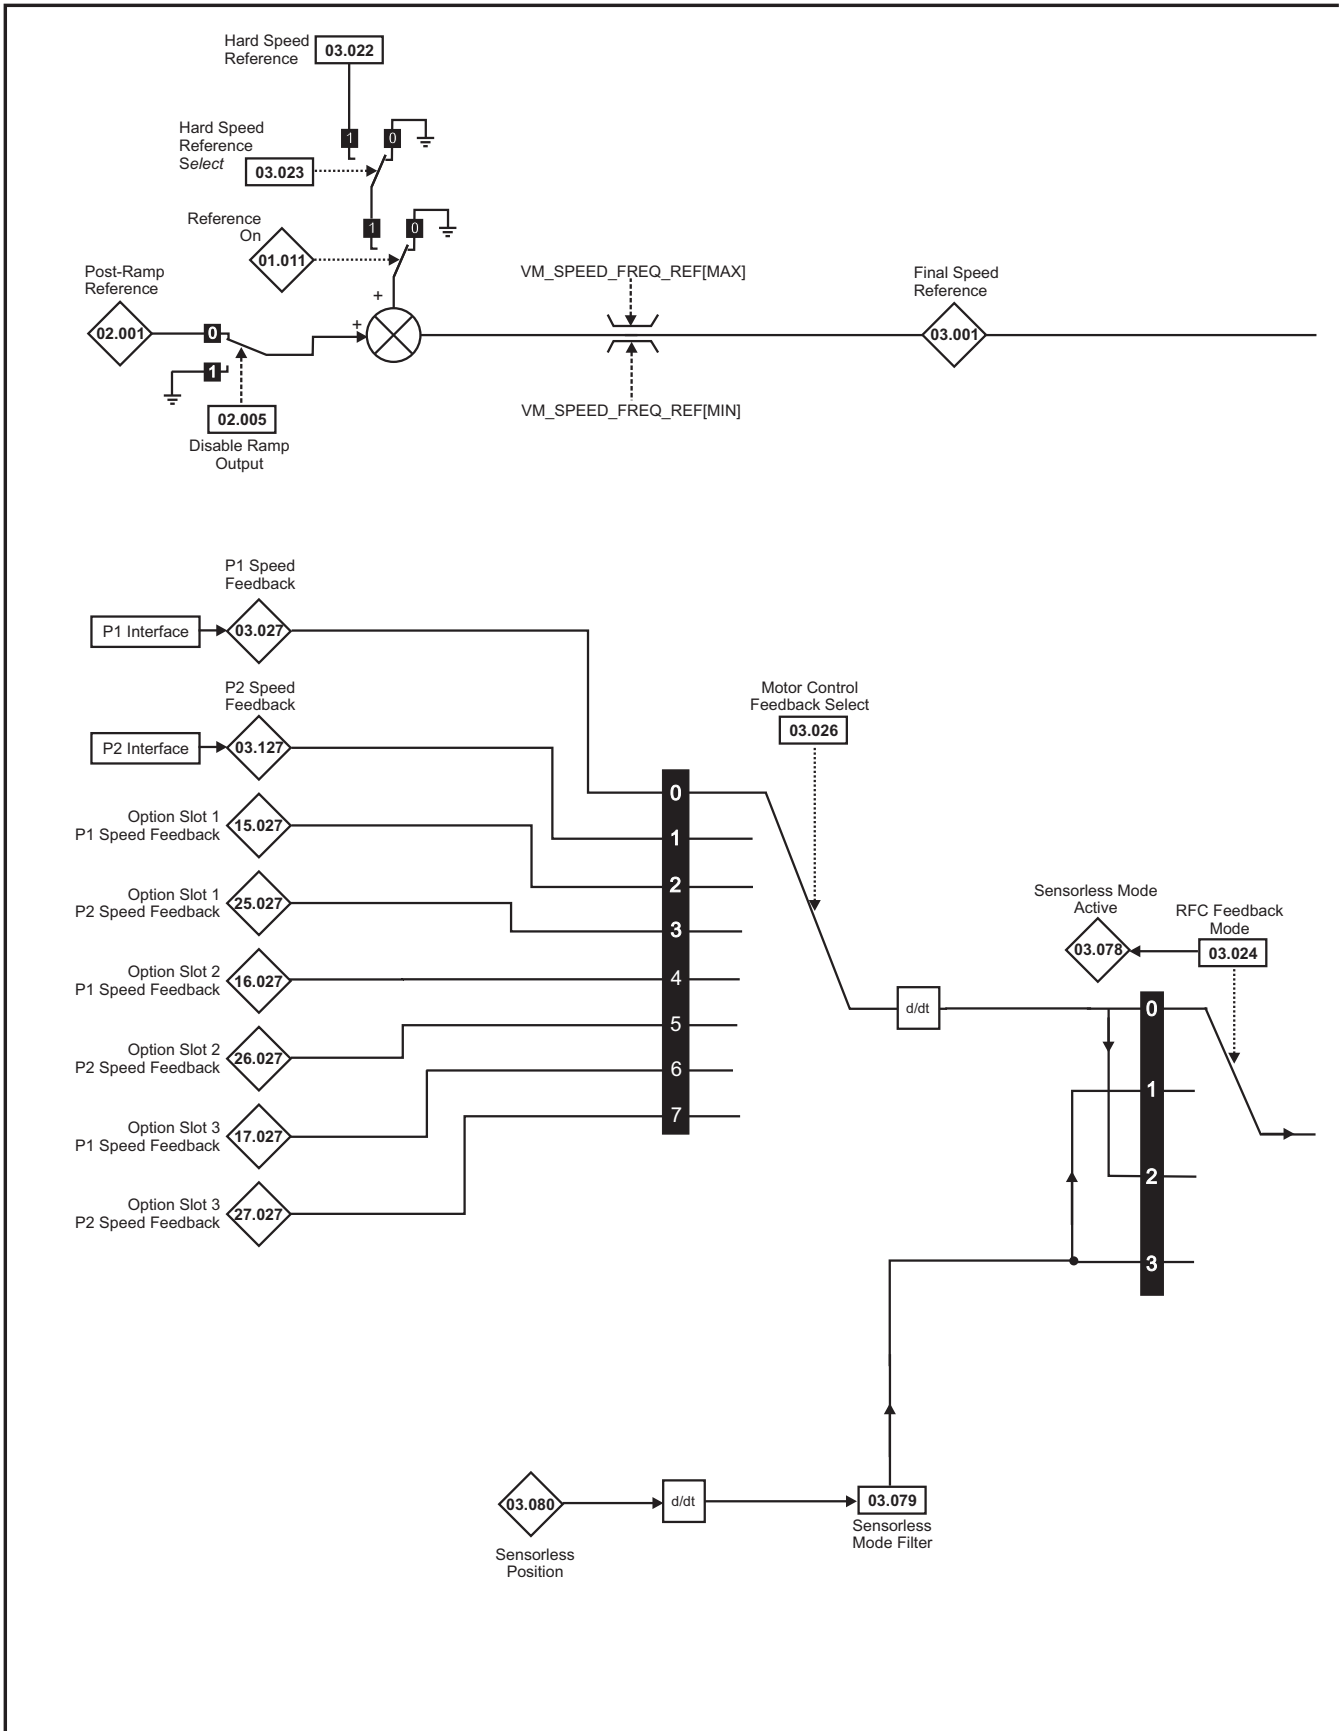 Hard Speed
Reference
03.022
1
0
Hard Speed
Reference
Select
03.023
1
0
Reference
On
01.011
Post-Ramp
Reference
02.001
0
1
+
+
02.005
Disable Ramp
Output
VM_SPEED_FREQ_REF[MAX]
VM_SPEED_FREQ_REF[MIN]
Final Speed
Reference
03.001
P1 Speed
Feedback
P1 Interface
03.027
P2 Speed
Feedback
P2 Interface
03.127
Option Slot 1
P1 Speed Feedback
15.027
Option Slot 1
P2 Speed Feedback
25.027
Option Slot 2
P1 Speed Feedback
16.027
Option Slot 2
P2 Speed Feedback
26.027
Option Slot 3
P1 Speed Feedback
17.027
Option Slot 3
P2 Speed Feedback
27.027
0
1
2
3
4
5
6
7
Motor Control
Feedback Select
03.026
d/dt
Sensorless Mode
Active
03.078
RFC Feedback
Mode
03.024
0
1
2
3
03.080
Sensorless
Position
d/dt
03.079
Sensorless
Mode Filter